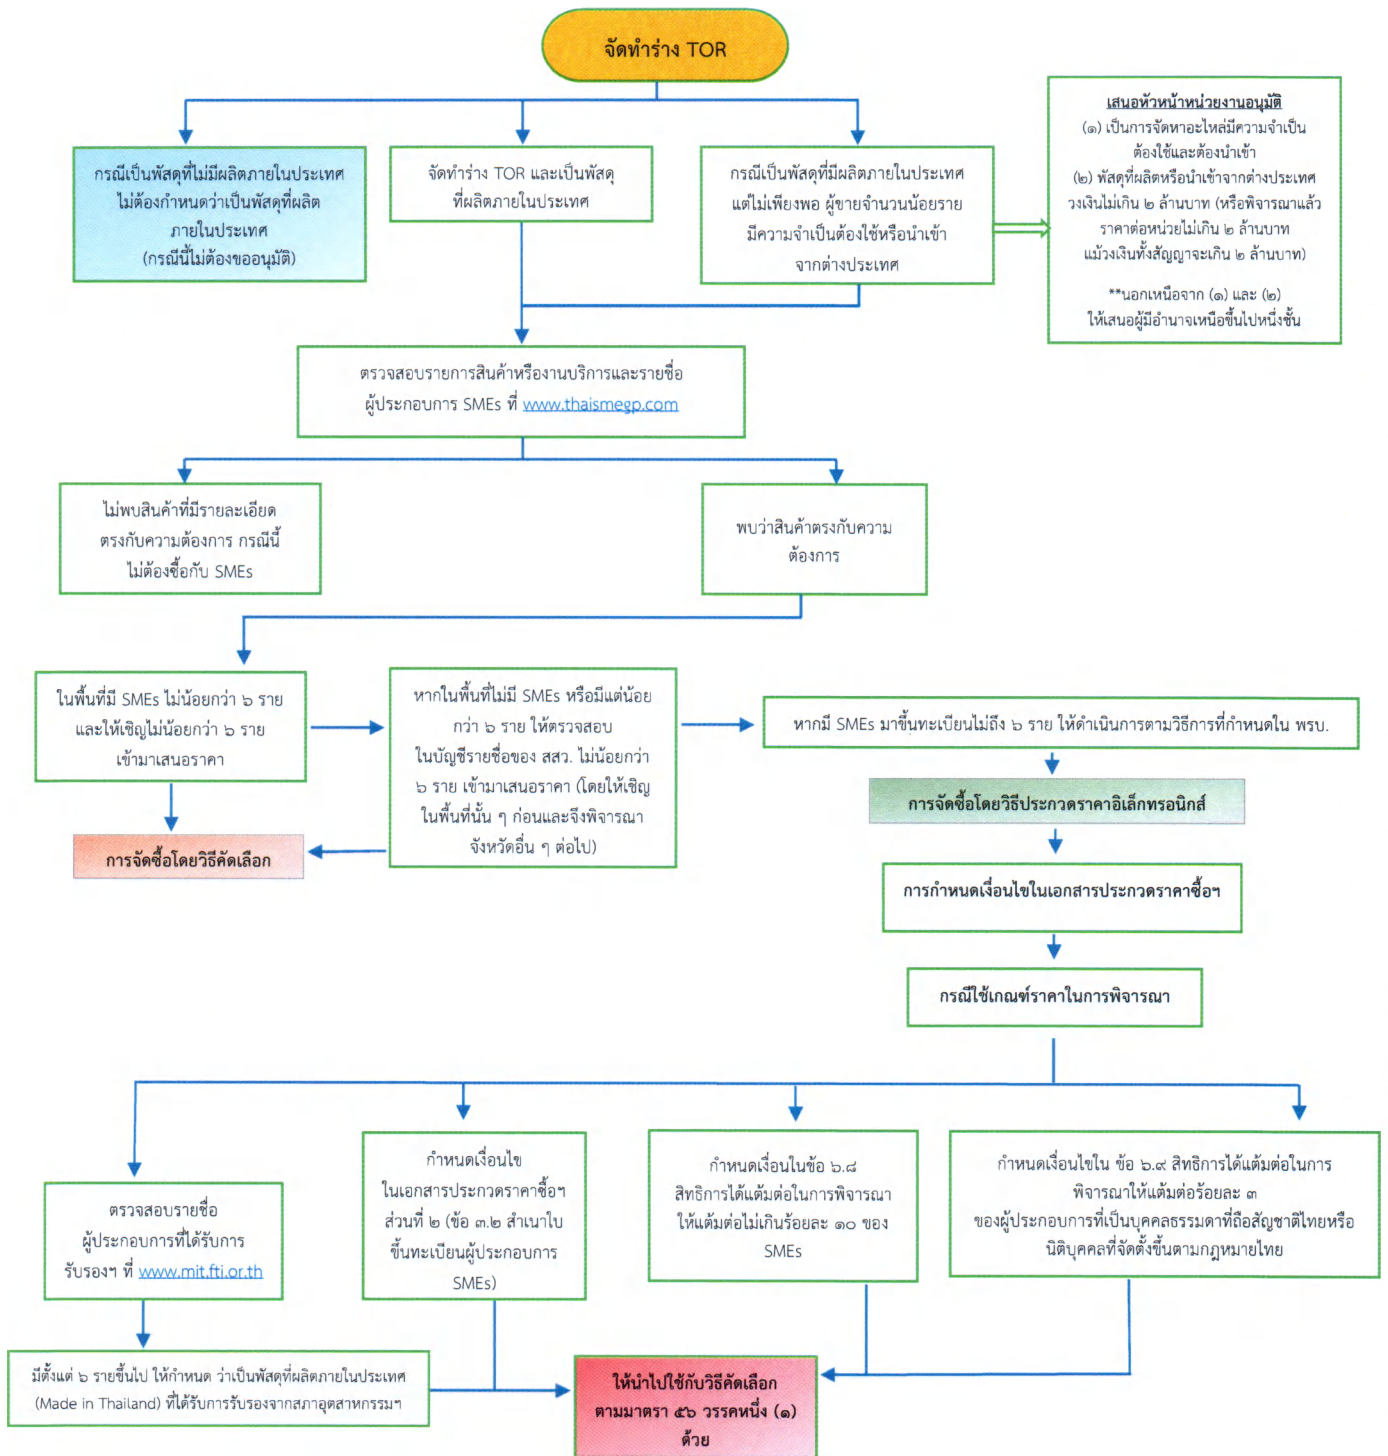 จัดทำร่าง TOR
กรณีเป็นพัสดุที่ไม่มีผลิตภายในประเทศ
ไม่ต้องกำหนดว่าเป็นพัสดุที่ผลิต
ภายในประเทศ
(กรณีนี้ไม่ต้องขออนุมัติ)
จัดทำร่าง TOR และเป็นพัสดุ
ที่ผลิตภายในประเทศ
กรณีเป็นพัสดุที่มีผลิตภายในประเทศ
แต่ไม่เพียงพอ ผู้ขายจำนวนน้อยราย
มีความจำเป็นต้องใช้หรือนำเข้า
จากต่างประเทศ
เสนอหัวหน้าหน่วยงานอนุมัติ
(๑) เป็นการจัดหาอะไหล่มีความจำเป็น
ต้องใช้และต้องนำเข้า
(๒) พัสดุที่ผลิตหรือนำเข้าจากต่างประเทศ
วงเงินไม่เกิน ๒ ล้านบาท (หรือพิจารณาแล้ว
ราคาต่อหน่วยไม่เกิน ๒ ล้านบาท
แม้วงเงินทั้งสัญญาจะเกิน ๒ ล้านบาท)
**นอกเหนือจาก (๑) และ (๒)
ให้เสนอผู้มีอำนาจเหนือขึ้นไปหนึ่งชั้น
ตรวจสอบรายการสินค้าหรืองานบริการและรายชื่อ
ผู้ประกอบการ SMEs ที่ www.thaismegp.com
ไม่พบสินค้าที่มีรายละเอียด
ตรงกับความต้องการ กรณีนี้
ไม่ต้องซื้อกับ SMEs
พบว่าสินค้าตรงกับความ
ต้องการ
ในพื้นที่มี SMEs ไม่น้อยกว่า ๖ ราย
และให้เชิญไม่น้อยกว่า ๖ ราย
เข้ามาเสนอราคา
หากในพื้นที่ไม่มี SMEs หรือมีแต่น้อย
กว่า ๖ ราย ให้ตรวจสอบ
ในบัญชีรายชื่อของ สสว. ไม่น้อยกว่า
๖ ราย เข้ามาเสนอราคา (โดยให้เชิญ
ในพื้นที่นั้น ๆ ก่อนและจึงพิจารณา
จังหวัดอื่น ๆ ต่อไป)
หากมี SMEs มาขึ้นทะเบียนไม่ถึง ๖ ราย ให้ดำเนินการตามวิธีการที่กำหนดใน พรบ.
การจัดซื้อโดยวิธีคัดเลือก
การจัดซื้อโดยวิธีประกวดราคาอิเล็กทรอนิกส์
การกำหนดเงื่อนไขในเอกสารประกวดราคาซื้อฯ
กรณีใช้เกณฑ์ราคาในการพิจารณา
ตรวจสอบรายชื่อ
ผู้ประกอบการที่ได้รับการ
รับรองฯ ที่ www.mit.fti.or.th
กำหนดเงื่อนไข
ในเอกสารประกวดราคาซื้อฯ
ส่วนที่ ๒ (ข้อ ๓.๒ สำเนาใบ
ขึ้นทะเบียนผู้ประกอบการ
SMEs)
กำหนดเงื่อนในข้อ ๖.๘
สิทธิการได้แต้มต่อในการพิจารณา
ให้แต้มต่อไม่เกินร้อยละ ๑๐ ของ
SMEs
กำหนดเงื่อนไขใน ข้อ ๖.๙ สิทธิการได้แต้มต่อในการ
พิจารณาให้แต้มต่อร้อยละ ๓
ของผู้ประกอบการที่เป็นบุคคลธรรมดาที่ถือสัญชาติไทยหรือ
นิติบุคคลที่จัดตั้งขึ้นตามกฎหมายไทย
มีตั้งแต่ ๖ รายขึ้นไป ให้กำหนด ว่าเป็นพัสดุที่ผลิตภายในประเทศ
(Made in Thailand) ที่ได้รับการรับรองจากสภาอุตสาหกรรมฯ
ให้นำไปใช้กับวิธีคัดเลือก
ตามมาตรา ๕๖ วรรคหนึ่ง (๑)
ด้วย